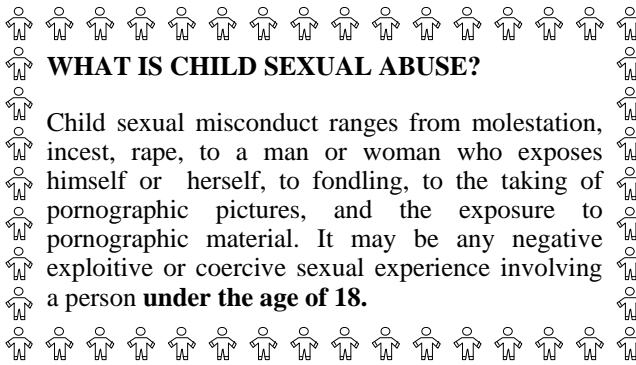 WHAT IS CHILD SEXUAL ABUSE?
Child sexual misconduct ranges from molestation,
incest, rape, to a man or woman who exposes
himself or herself, to fondling, to the taking of
pornographic pictures, and the exposure to
pornographic material. It may be any negative
exploitive or coercive sexual experience involving
a person under the age of 18.